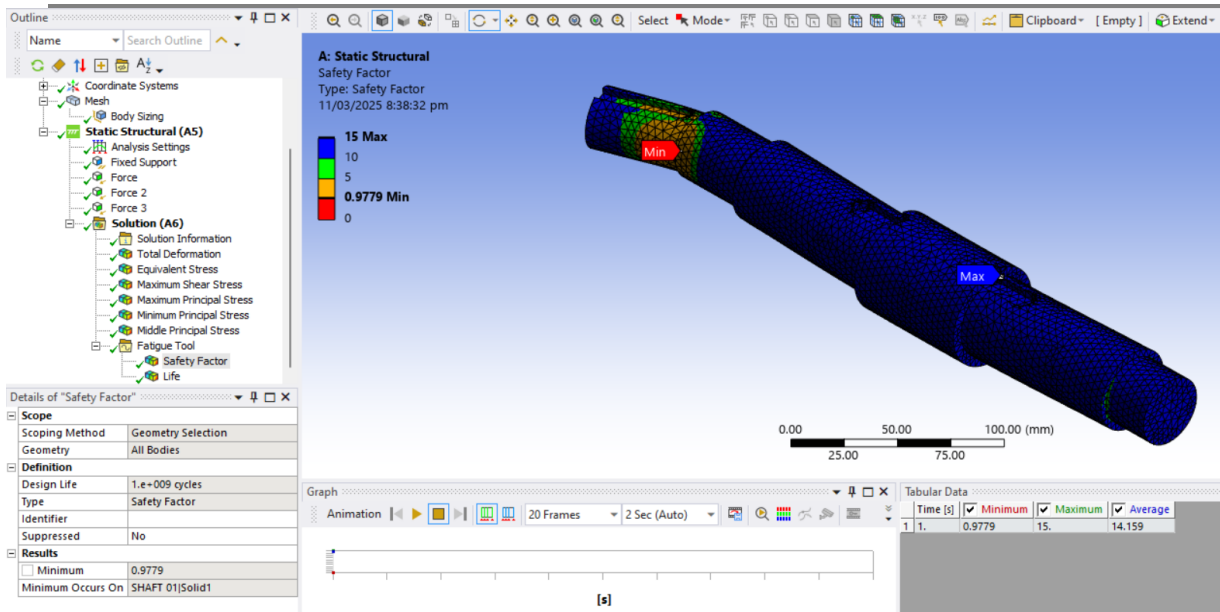 Outline
Name
Search Outline
Coordinate Systems
Mesh
Body Sizing
Static Structural (A5)
Analysis Settings
Fixed Support
Force
Force 2
Force 3
Solution (A6)
Solution Information
Total Deformation
Equivalent Stress
Maximum Shear Stress
Maximum Principal Stress
Minimum Principal Stress
Middle Principal Stress
Fatigue Tool
Safety Factor
Life
Details of "Safety Factor"
Scope
Scoping Method Geometry Selection
Geometry All Bodies
Definition
Design Life 1.e+009 cycles
Type Safety Factor
Identifier
Suppressed No
Results
Minimum 0.9779
Minimum Occurs On SHAFT 01|Solid1
Select Mode Clipboard [ Empty ] Extend
A: Static Structural
Safety Factor
Type: Safety Factor
11/03/2025 8:38:32 pm
15 Max
10
5
0.9779 Min
0
Min
Max
0.00 50.00 100.00 (mm)
25.00 75.00
Graph
Animation 20 Frames 2 Sec (Auto)
[s]
Tabular Data
Time [s] Minimum Maximum Average
1 1. 0.9779 15. 14.159